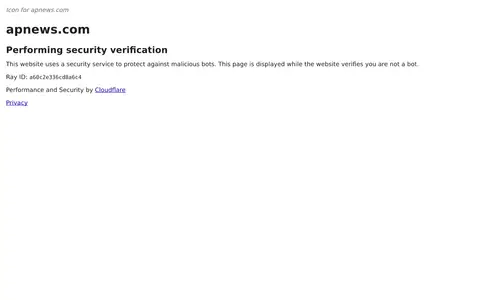 Icon for apnews.com
apnews.com
Performing security verification
This website uses a security service to protect against malicious bots. This page is displayed while the website verifies you are not a bot.
Ray ID: a60c2e336cd8a6c4
Performance and Security by Cloudflare
Privacy